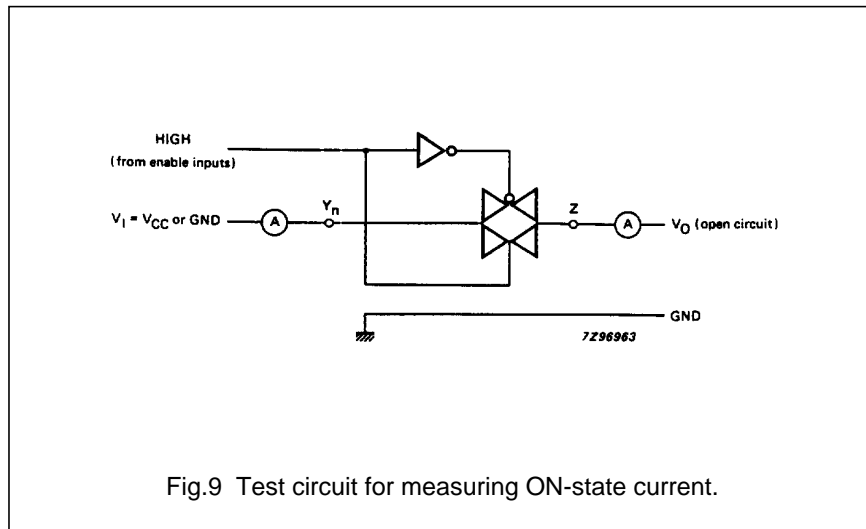 HIGH
(from enable inputs)
V_I = V_CC or GND
A
Y_n
Z
A
V_O (open circuit)
GND
7Z96963
Fig.9 Test circuit for measuring ON-state current.